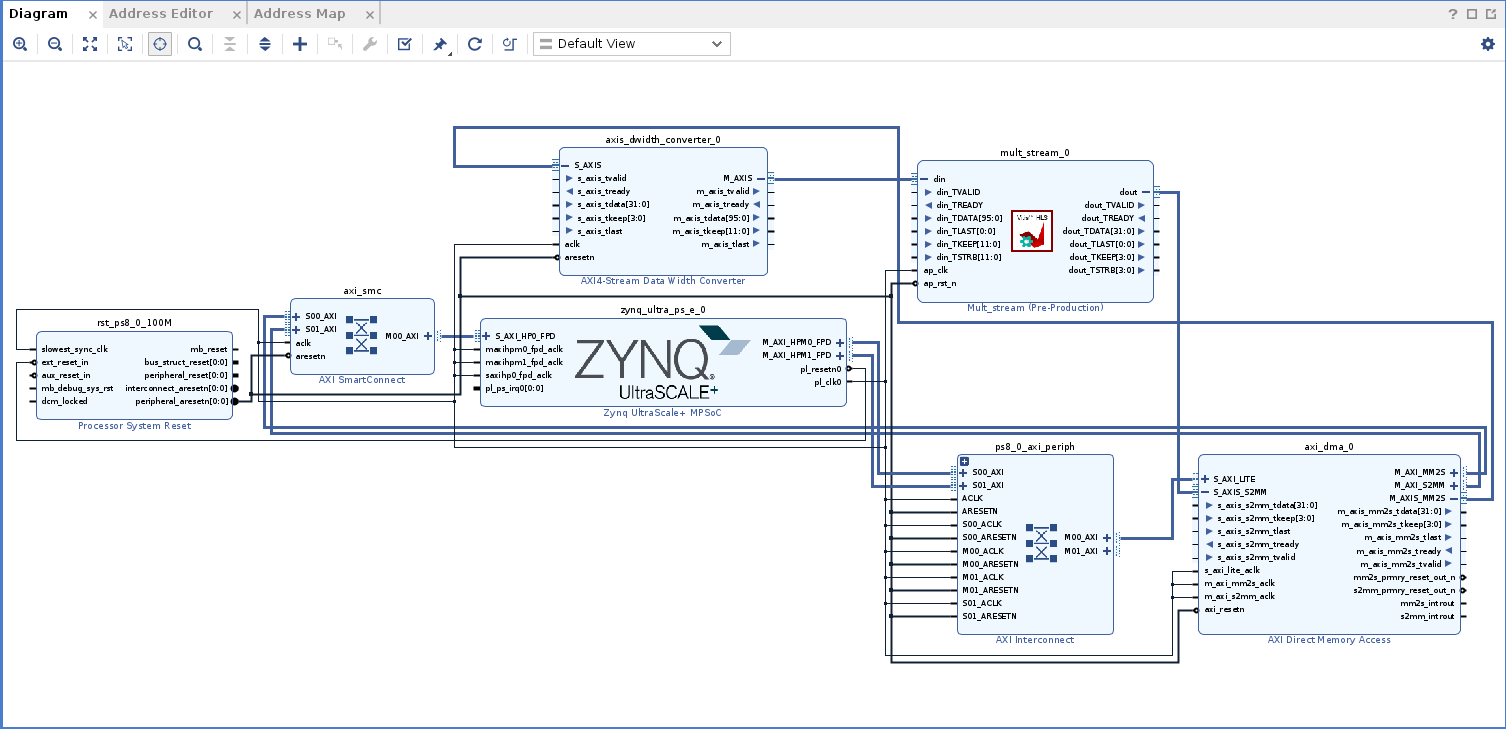 Diagram
Address Editor
Address Map
Default View
axis_dwidth_converter_0
S_AXIS
s_axis_tvalid
s_axis_tready
s_axis_tdata[31:0]
s_axis_tkeep[3:0]
s_axis_tlast
aclk
aresetn
M_AXIS
m_axis_tvalid
m_axis_tready
m_axis_tdata[95:0]
m_axis_tkeep[11:0]
m_axis_tlast
AXI4-Stream Data Width Converter
mult_stream_0
din
din_TVALID
din_TREADY
din_TDATA[95:0]
din_TLAST[0:0]
din_TKEEP[11:0]
din_TSTRB[11:0]
ap_clk
ap_rst_n
Vitis™ HLS
dout
dout_TVALID
dout_TREADY
dout_TDATA[31:0]
dout_TLAST[0:0]
dout_TKEEP[3:0]
dout_TSTRB[3:0]
Mult_stream (Pre-Production)
axi_smc
S00_AXI
S01_AXI
aclk
aresetn
M00_AXI
AXI SmartConnect
rst_ps8_0_100M
slowest_sync_clk
ext_reset_in
aux_reset_in
mb_debug_sys_rst
dcm_locked
mb_reset
bus_struct_reset[0:0]
peripheral_reset[0:0]
interconnect_aresetn[0:0]
peripheral_aresetn[0:0]
Processor System Reset
zynq_ultra_ps_e_0
S_AXI_HP0_FPD
maxihpm0_fpd_aclk
maxihpm1_fpd_aclk
saxihp0_fpd_aclk
pl_ps_irq0[0:0]
ZYNQ
UltraSCALE+
M_AXI_HPM0_FPD
M_AXI_HPM1_FPD
pl_resetn0
pl_clk0
Zynq UltraScale+ MPSoC
ps8_0_axi_periph
S00_AXI
S01_AXI
ACLK
ARESETN
S00_ACLK
S00_ARESETN
M00_ACLK
M00_ARESETN
M01_ACLK
M01_ARESETN
S01_ACLK
S01_ARESETN
M00_AXI
M01_AXI
AXI Interconnect
axi_dma_0
S_AXI_LITE
S_AXIS_S2MM
s_axis_s2mm_tdata[31:0]
s_axis_s2mm_tkeep[3:0]
s_axis_s2mm_tlast
s_axis_s2mm_tready
s_axis_s2mm_tvalid
s_axi_lite_aclk
m_axi_mm2s_aclk
m_axi_s2mm_aclk
axi_resetn
M_AXI_MM2S
M_AXI_S2MM
M_AXIS_MM2S
m_axis_mm2s_tdata[31:0]
m_axis_mm2s_tkeep[3:0]
m_axis_mm2s_tlast
m_axis_mm2s_tready
m_axis_mm2s_tvalid
mm2s_prmry_reset_out_n
s2mm_prmry_reset_out_n
mm2s_introut
s2mm_introut
AXI Direct Memory Access